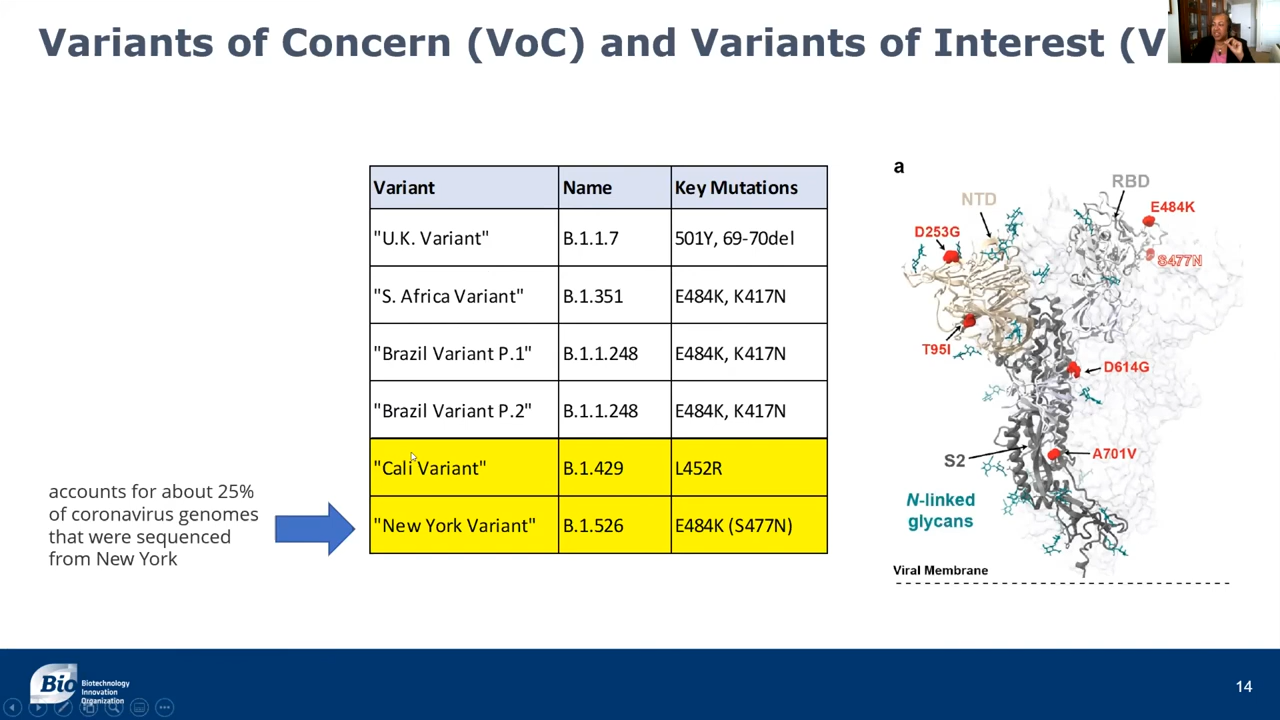 Variants of Concern (VoC) and Variants of Interest (V
Variant Name Key Mutations
"U.K. Variant" B.1.1.7 501Y, 69-70del
"S. Africa Variant" B.1.351 E484K, K417N
"Brazil Variant P.1" B.1.1.248 E484K, K417N
"Brazil Variant P.2" B.1.1.248 E484K, K417N
"Cali Variant" B.1.429 L452R
"New York Variant" B.1.526 E484K (S477N)
accounts for about 25%
of coronavirus genomes
that were sequenced
from New York
a
RBD
NTD
E484K
D253G
S477N
T95I
D614G
A701V
S2
N-linked
glycans
Viral Membrane
Bio
Biotechnology
Innovation
Organization
14